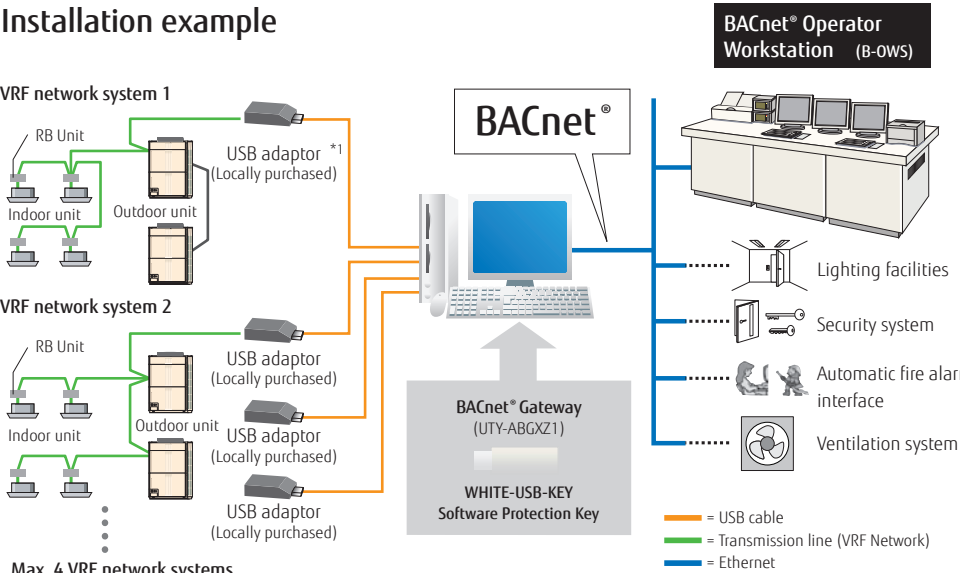 Installation example
BACnet® Operator
Workstation (B-OWS)
VRF network system 1
RB Unit
Indoor unit
Outdoor unit
USB adaptor *1
(Locally purchased)
BACnet®
VRF network system 2
RB Unit
Indoor unit
Outdoor unit
USB adaptor
(Locally purchased)
USB adaptor
(Locally purchased)
USB adaptor
(Locally purchased)
Max. 4 VRF network systems
BACnet® Gateway
(UTY-ABGXZ1)
WHITE-USB-KEY
Software Protection Key
Lighting facilities
Security system
Automatic fire alarm
interface
Ventilation system
= USB cable
= Transmission line (VRF Network)
= Ethernet